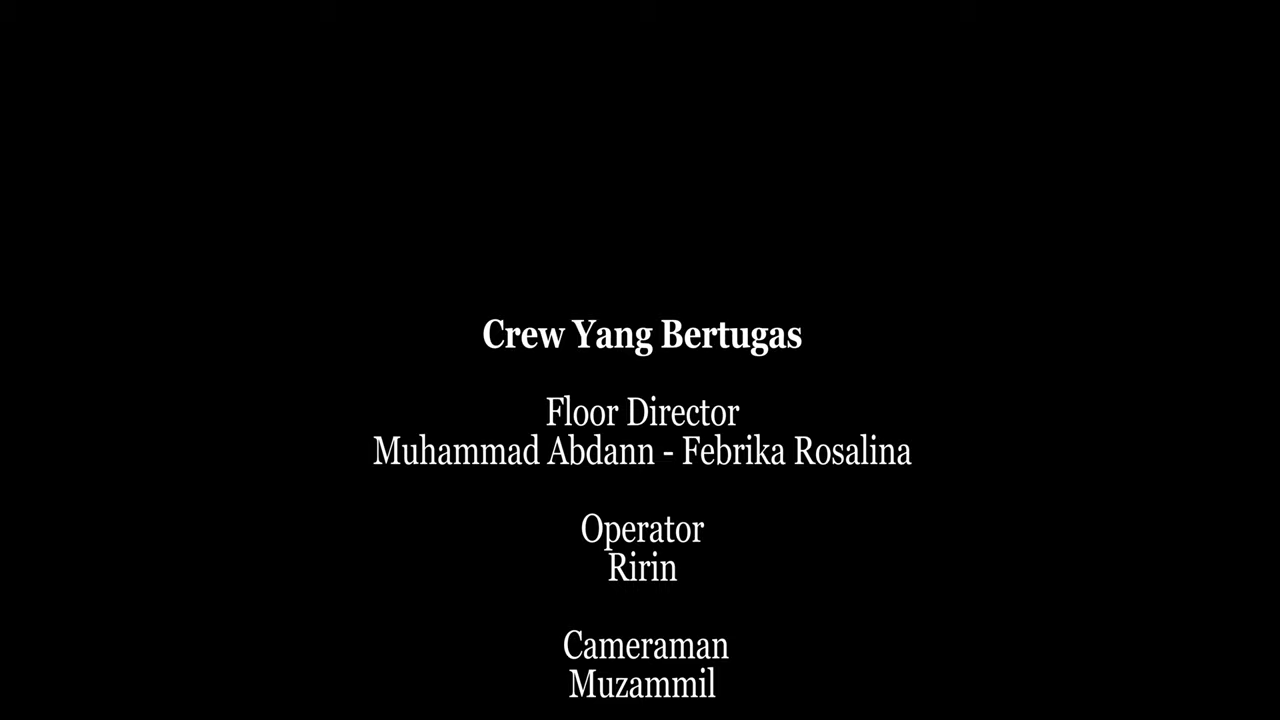 Crew Yang Bertugas
Floor Director
Muhammad Abdann - Febrika Rosalina
Operator
Ririn
Cameraman
Muzammil